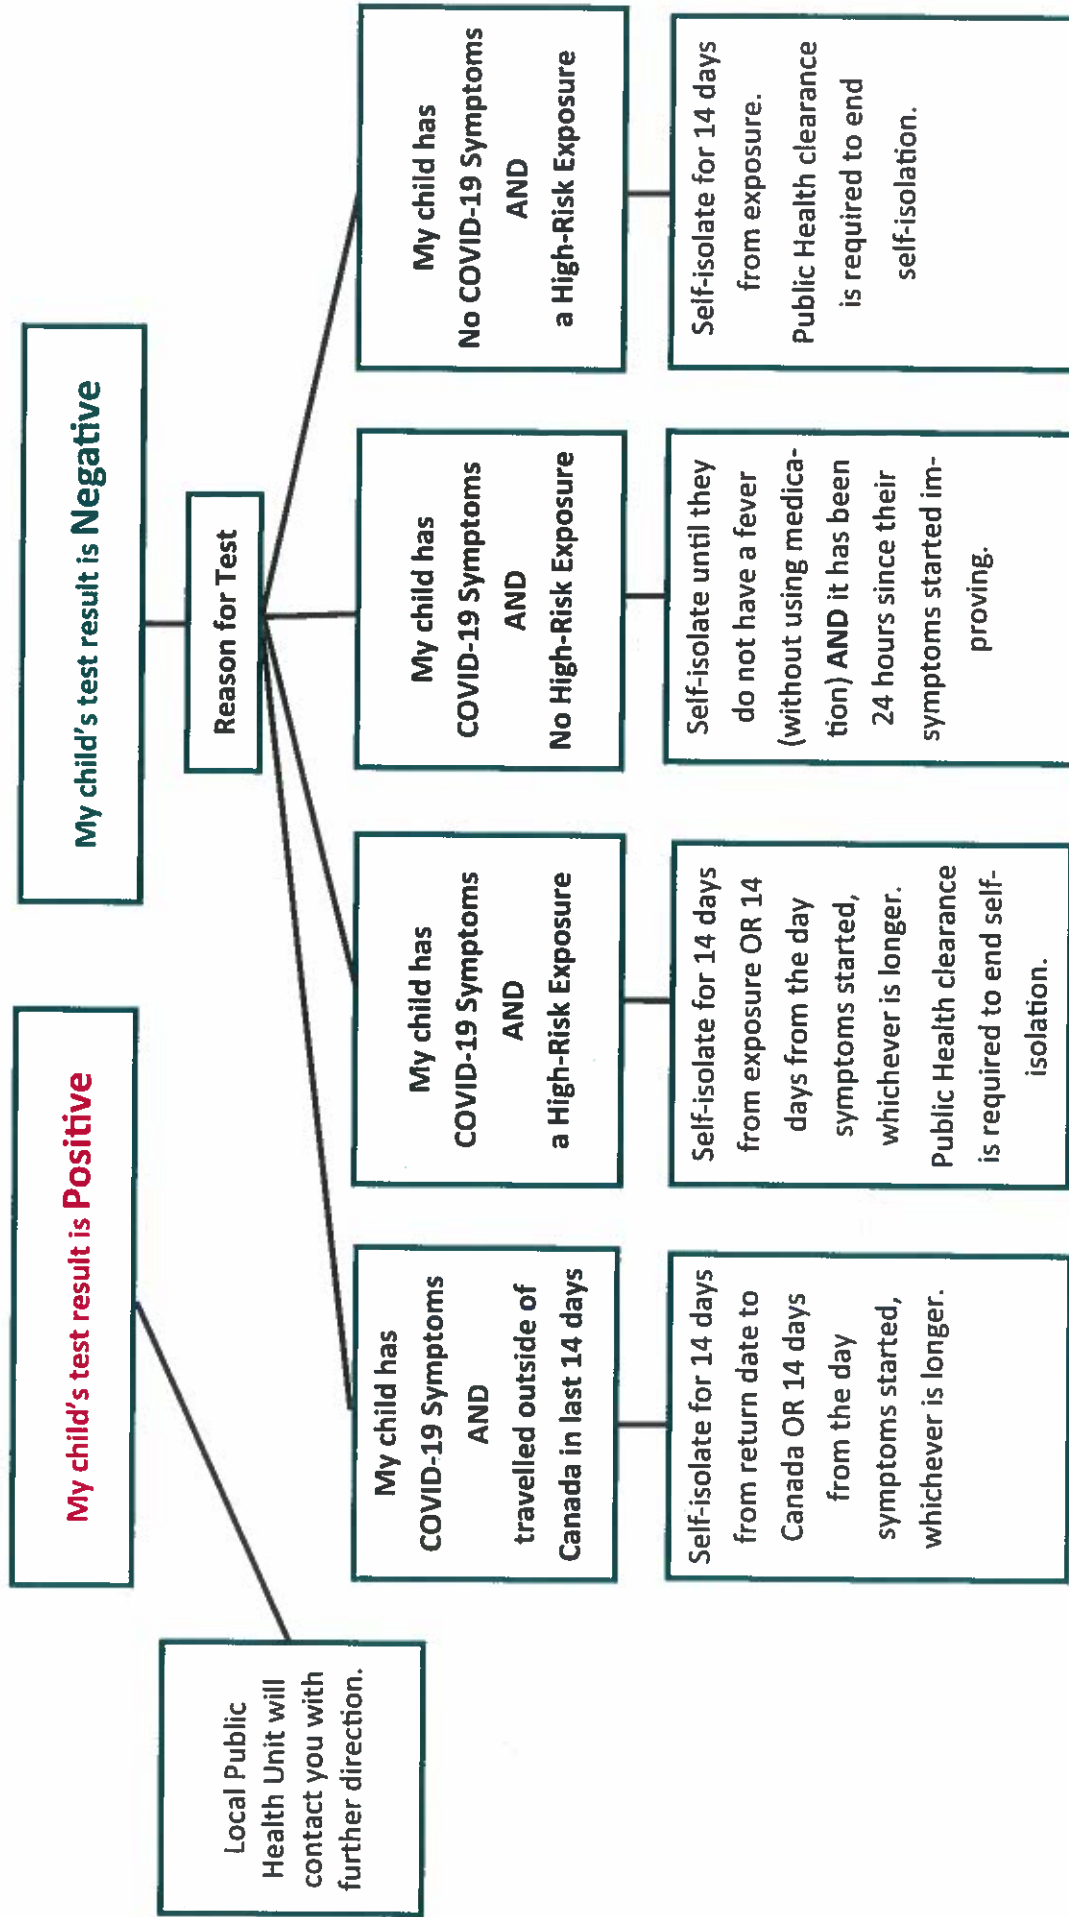 My child's test result is Positive
Local Public
Health Unit will
contact you with
further direction.
My child's test result is Negative
Reason for Test
My child has
COVID-19 Symptoms
AND
travelled outside of
Canada in last 14 days
Self-isolate for 14 days
from return date to
Canada OR 14 days
from the day
symptoms started,
whichever is longer.
My child has
COVID-19 Symptoms
AND
a High-Risk Exposure
Self-isolate for 14 days
from exposure OR 14
days from the day
symptoms started,
whichever is longer.
Public Health clearance
is required to end self-
isolation.
My child has
COVID-19 Symptoms
AND
No High-Risk Exposure
Self-isolate until they
do not have a fever
(without using medica-
tion) AND it has been
24 hours since their
symptoms started im-
proving.
My child has
No COVID-19 Symptoms
AND
a High-Risk Exposure
Self-isolate for 14 days
from exposure.
Public Health clearance
is required to end
self-isolation.